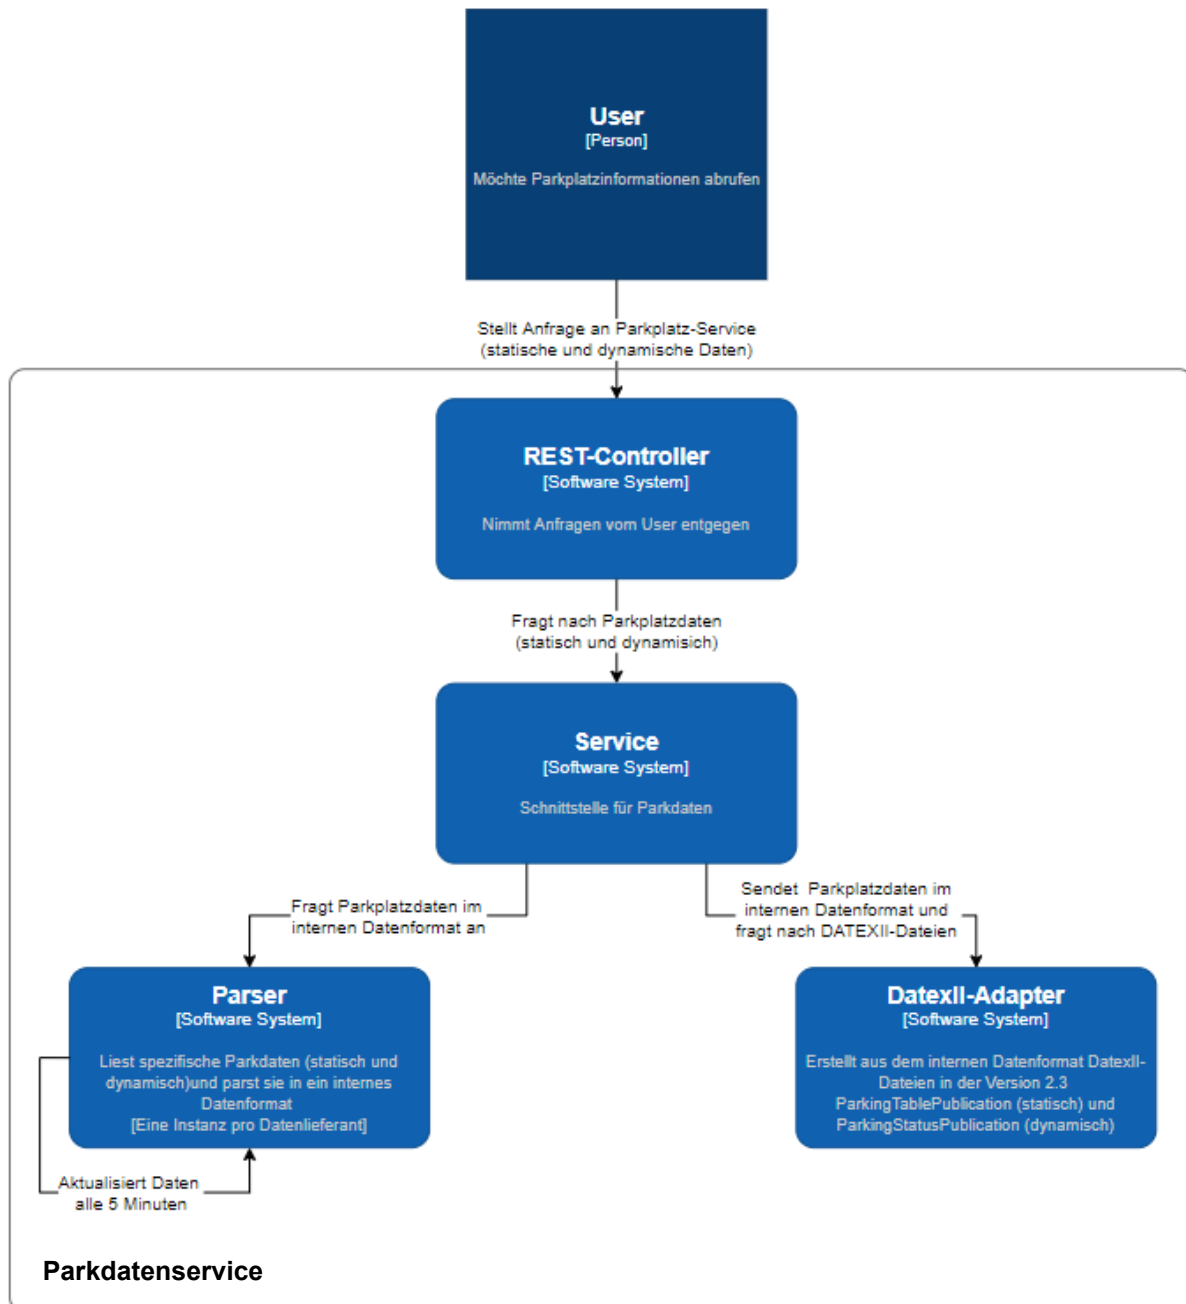 User
[Person]
Möchte Parkplatzinformationen abrufen
Stellt Anfrage an Parkplatz-Service
(statische und dynamische Daten)
REST-Controller
[Software System]
Nimmt Anfragen vom User entgegen
Fragt nach Parkplatzdaten
(statisch und dynamisich)
Service
[Software System]
Schnittstelle für Parkdaten
Fragt Parkplatzdaten im
internen Datenformat an
Sendet Parkplatzdaten im
internen Datenformat und
fragt nach DATEXII-Dateien
Parser
[Software System]
Liest spezifische Parkdaten (statisch und
dynamisch)und parst sie in ein internes
Datenformat
[Eine Instanz pro Datenlieferant]
Aktualisiert Daten
alle 5 Minuten
DatexII-Adapter
[Software System]
Erstellt aus dem internen Datenformat DatexII-
Dateien in der Version 2.3
ParkingTablePublication (statisch) und
ParkingStatusPublication (dynamisch)
Parkdatenservice